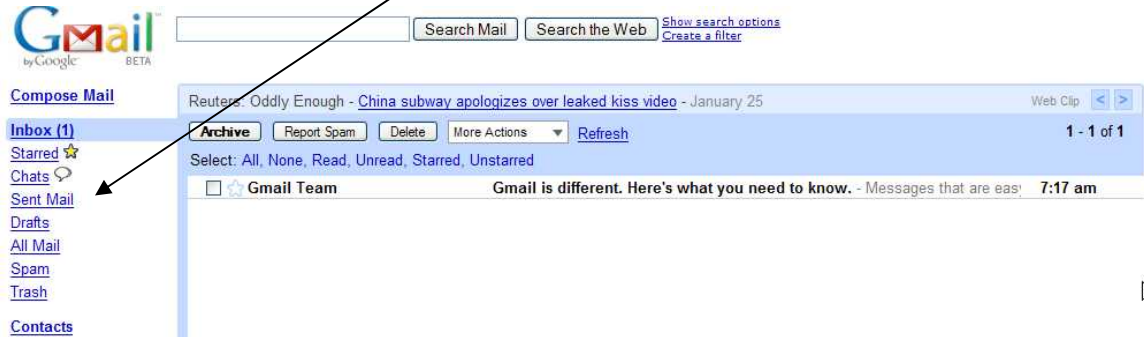 Gmail
by Google BETA
Search Mail Search the Web Show search options
Create a filter
Compose Mail
Reuters: Oddly Enough - China subway apologizes over leaked kiss video - January 25 Web Clip < >
Inbox (1)
Archive Report Spam Delete More Actions Refresh 1 - 1 of 1
Starred
Select: All, None, Read, Unread, Starred, Unstarred
Chats
Gmail Team Gmail is different. Here's what you need to know. - Messages that are easy 7:17 am
Sent Mail
Drafts
All Mail
Spam
Trash
Contacts